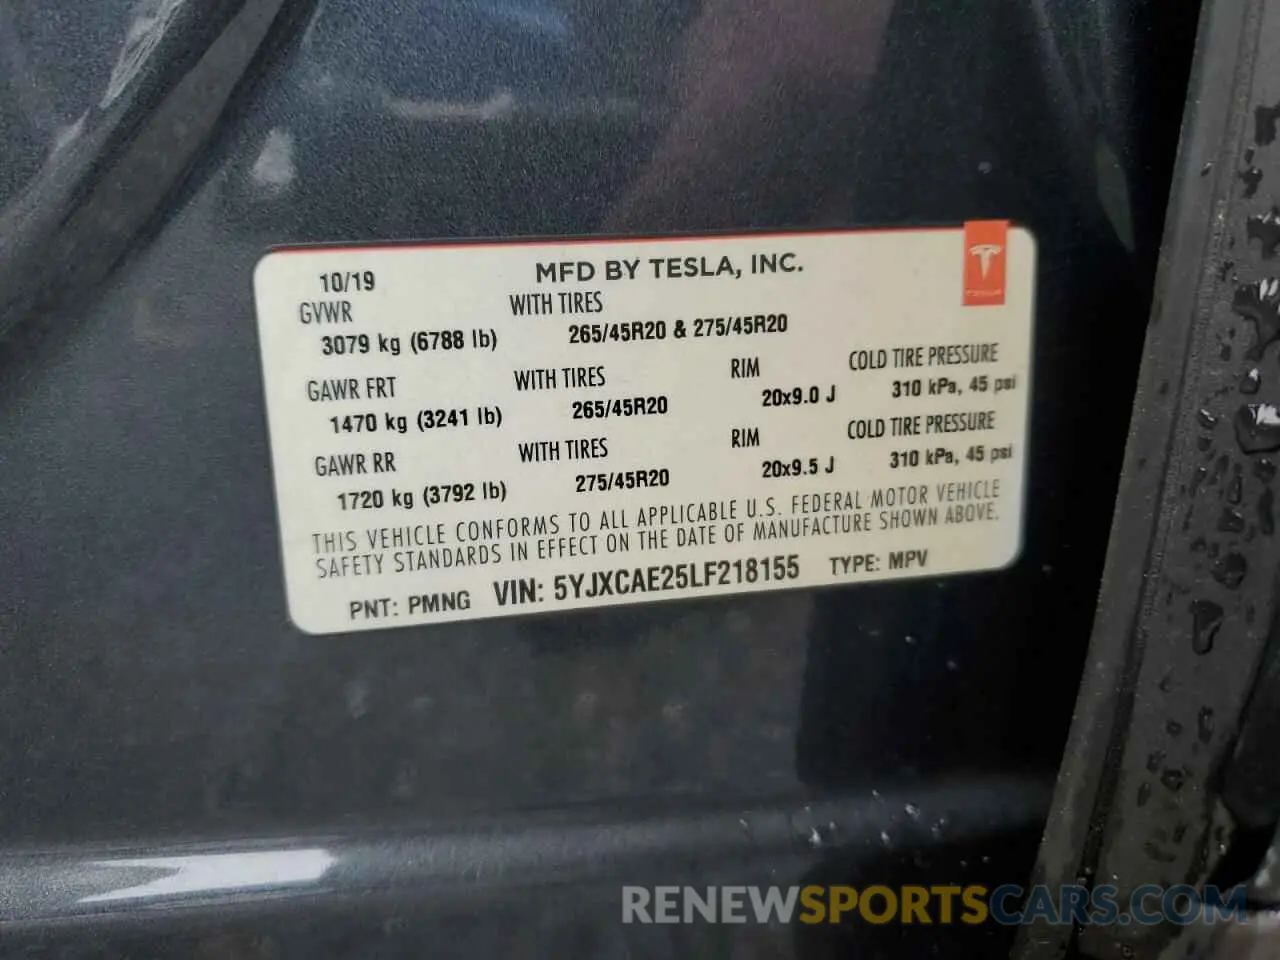 10/19 MFD BY TESLA, INC.
GVWR WITH TIRES
3079 kg (6788 lb) 265/45R20 & 275/45R20
GAWR FRT WITH TIRES RIM COLD TIRE PRESSURE
1470 kg (3241 lb) 265/45R20 20x9.0 J 310 kPa, 45 psi
GAWR RR WITH TIRES RIM COLD TIRE PRESSURE
1720 kg (3792 lb) 275/45R20 20x9.5 J 310 kPa, 45 psi
THIS VEHICLE CONFORMS TO ALL APPLICABLE U.S. FEDERAL MOTOR VEHICLE
SAFETY STANDARDS IN EFFECT ON THE DATE OF MANUFACTURE SHOWN ABOVE.
PNT: PMNG VIN: 5YJXCAE25LF218155 TYPE: MPV
TESLA
RENEWSPORTSCARS.COM